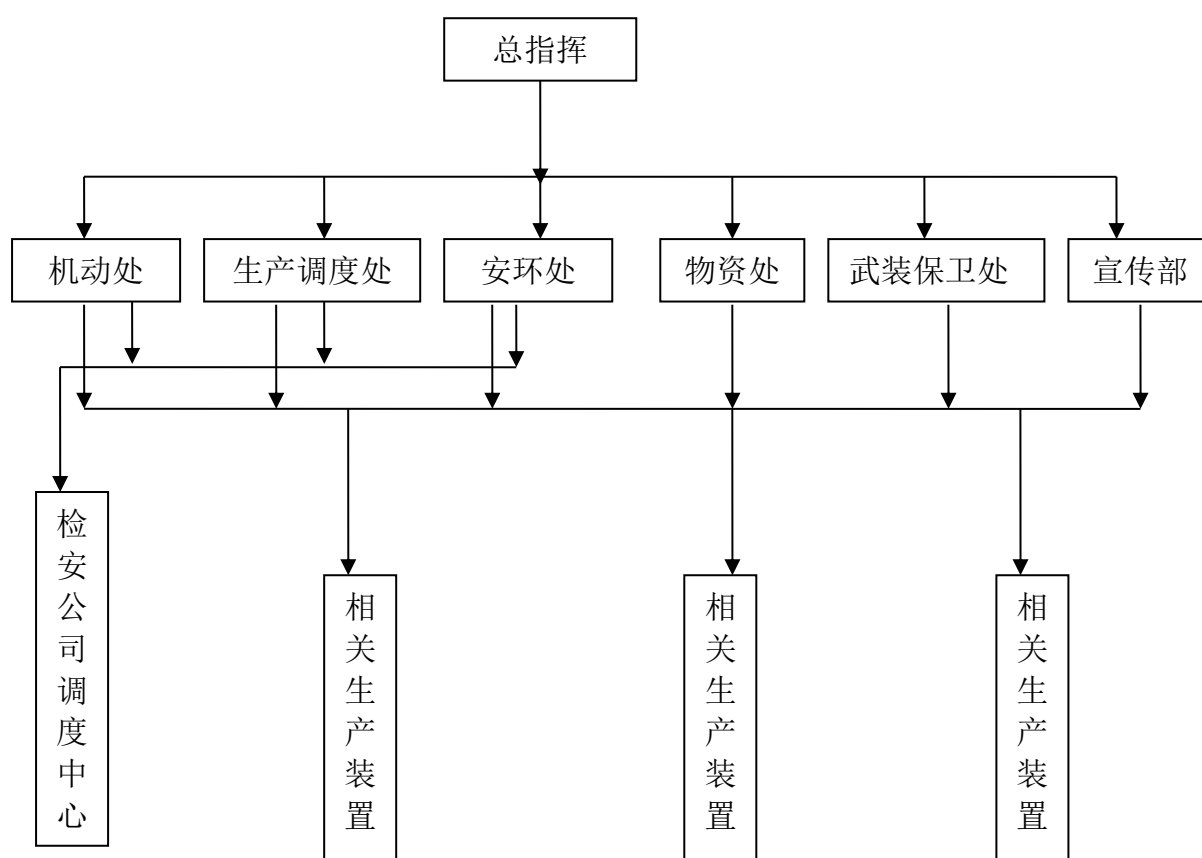 总指挥
机动处
生产调度处
安环处
物资处
武装保卫处
宣传部
检安公司调度中心
相关生产装置
相关生产装置
相关生产装置